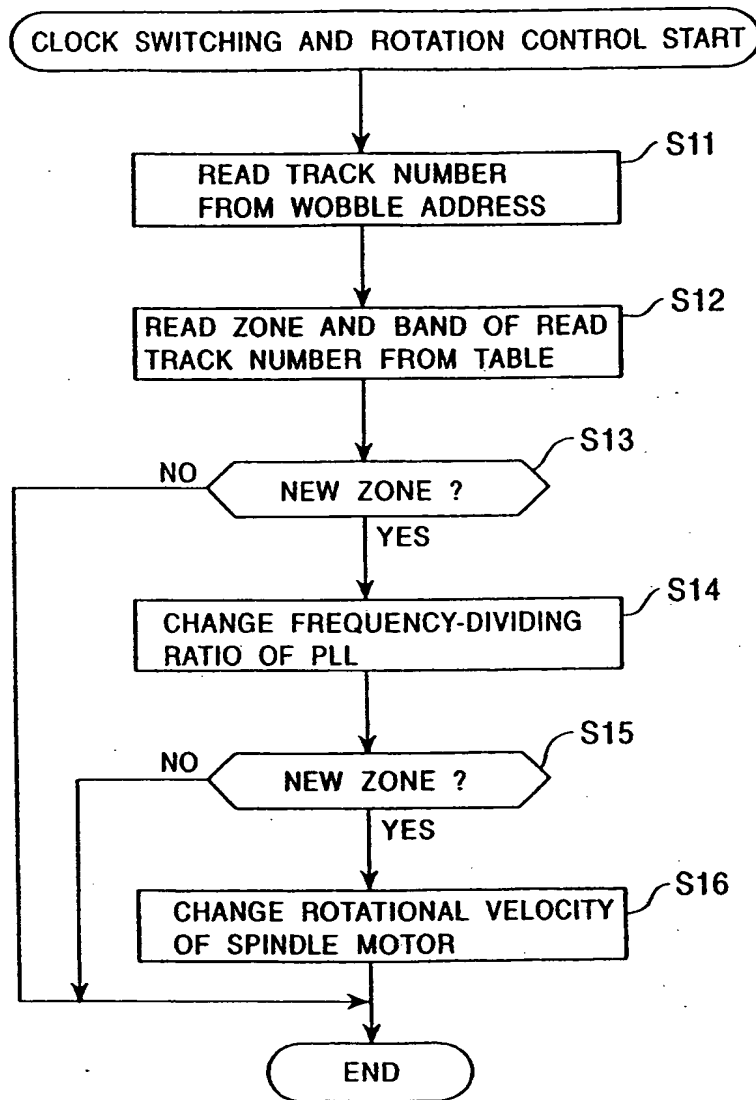 CLOCK SWITCHING AND ROTATION CONTROL START
S11
READ TRACK NUMBER
FROM WOBBLE ADDRESS
S12
READ ZONE AND BAND OF READ
TRACK NUMBER FROM TABLE
S13
NO
NEW ZONE ?
YES
S14
CHANGE FREQUENCY-DIVIDING
RATIO OF PLL
S15
NO
NEW ZONE ?
YES
S16
CHANGE ROTATIONAL VELOCITY
OF SPINDLE MOTOR
END